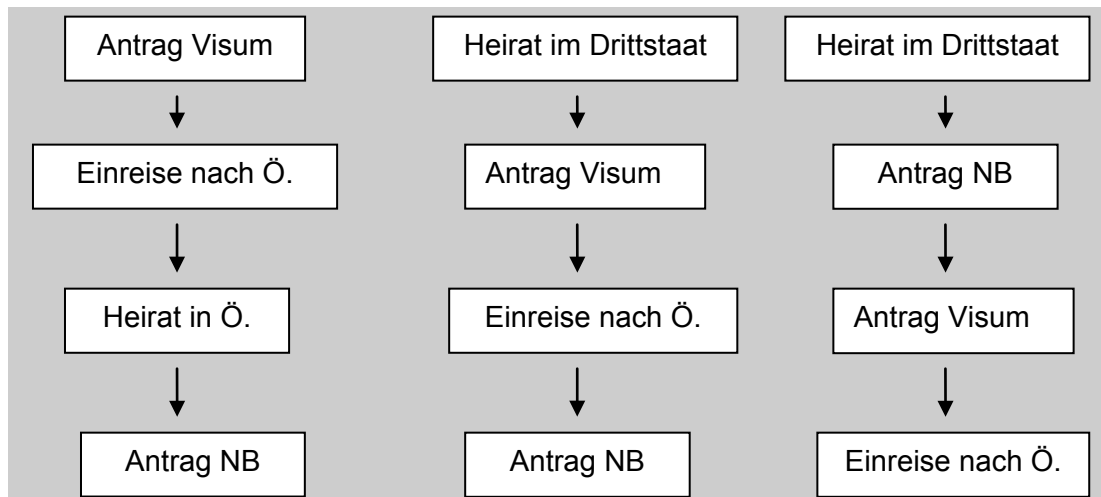 Antrag Visum
Einreise nach Ö.
Heirat in Ö.
Antrag NB
Heirat im Drittstaat
Antrag Visum
Einreise nach Ö.
Antrag NB
Heirat im Drittstaat
Antrag NB
Antrag Visum
Einreise nach Ö.